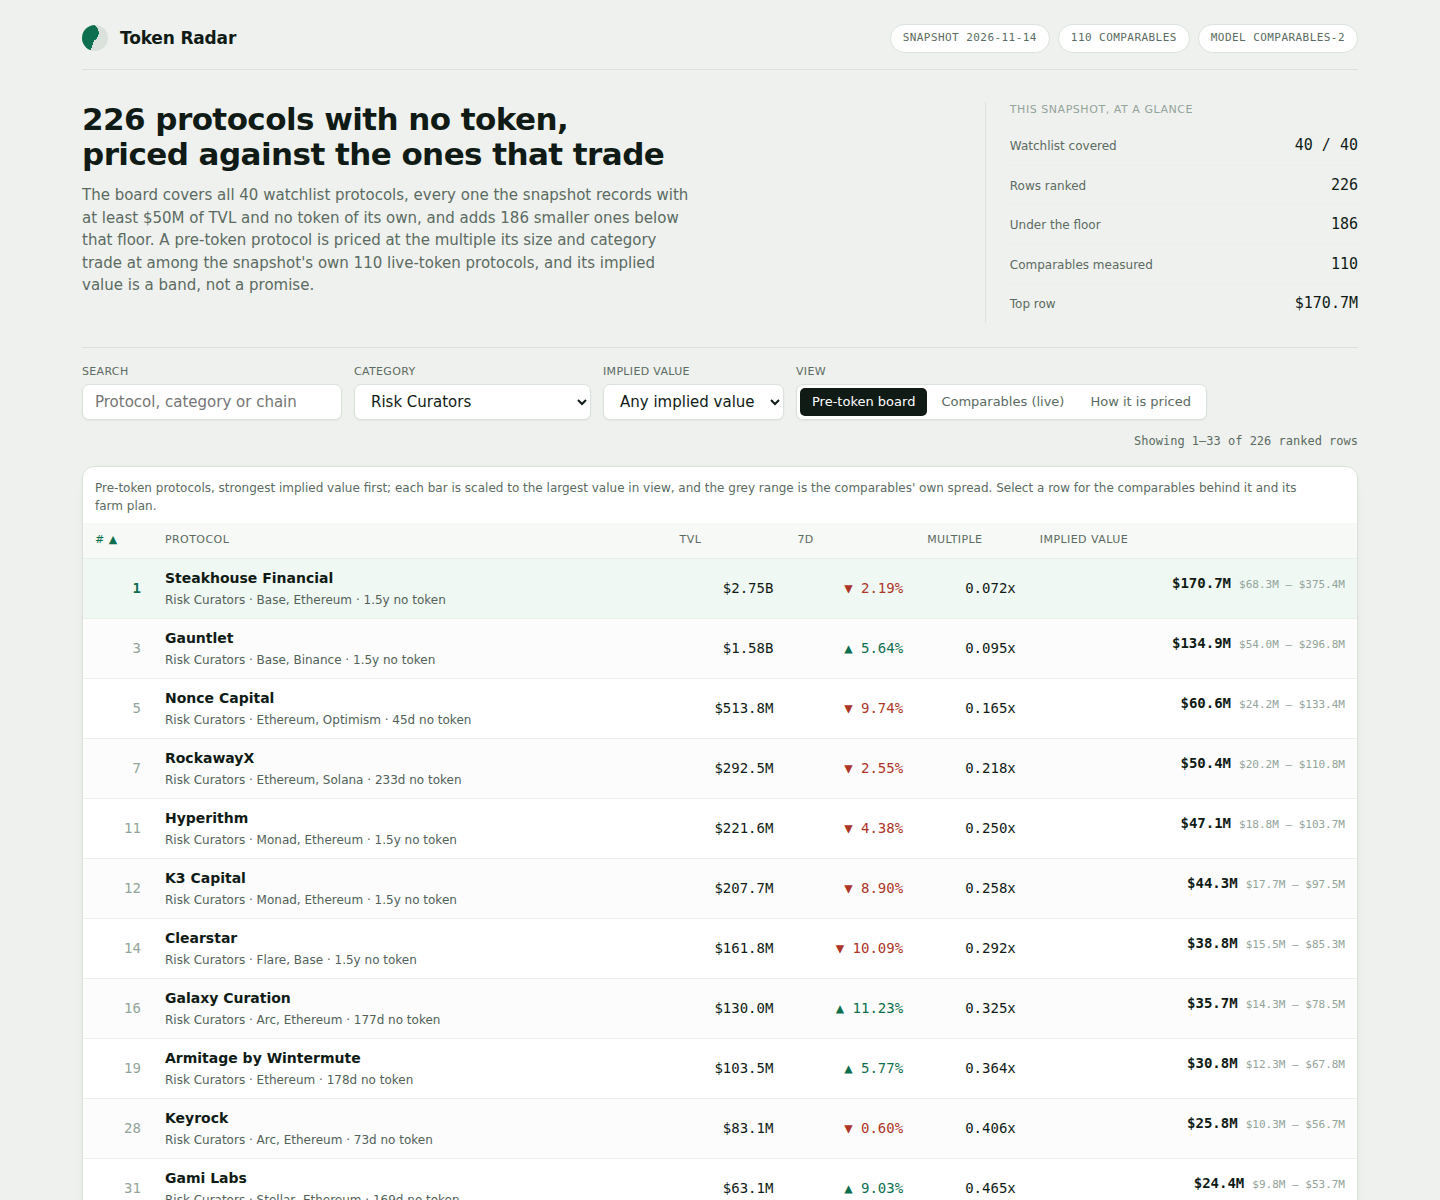 Token Radar
SNAPSHOT 2026-11-14
110 COMPARABLES
MODEL COMPARABLES-2
226 protocols with no token,
priced against the ones that trade
The board covers all 40 watchlist protocols, every one the snapshot records with
at least $50M of TVL and no token of its own, and adds 186 smaller ones below
that floor. A pre-token protocol is priced at the multiple its size and category
trade at among the snapshot's own 110 live-token protocols, and its implied
value is a band, not a promise.
THIS SNAPSHOT, AT A GLANCE
Watchlist covered 40 / 40
Rows ranked 226
Under the floor 186
Comparables measured 110
Top row $170.7M
SEARCH CATEGORY IMPLIED VALUE VIEW
Protocol, category or chain Risk Curators Any implied value Pre-token board Comparables (live) How it is priced
Showing 1–33 of 226 ranked rows
Pre-token protocols, strongest implied value first; each bar is scaled to the largest value in view, and the grey range is the comparables' own spread. Select a row for the comparables behind it and its
farm plan.
# ▲ PROTOCOL TVL 7D MULTIPLE IMPLIED VALUE
1 Steakhouse Financial $2.75B ▼ 2.19% 0.072x $170.7M $68.3M — $375.4M
Risk Curators · Base, Ethereum · 1.5y no token
3 Gauntlet $1.58B ▲ 5.64% 0.095x $134.9M $54.0M — $296.8M
Risk Curators · Base, Binance · 1.5y no token
5 Nonce Capital $513.8M ▼ 9.74% 0.165x $60.6M $24.2M — $133.4M
Risk Curators · Ethereum, Optimism · 45d no token
7 RockawayX $292.5M ▼ 2.55% 0.218x $50.4M $20.2M — $110.8M
Risk Curators · Ethereum, Solana · 233d no token
11 Hyperithm $221.6M ▼ 4.38% 0.250x $47.1M $18.8M — $103.7M
Risk Curators · Monad, Ethereum · 1.5y no token
12 K3 Capital $207.7M ▼ 8.90% 0.258x $44.3M $17.7M — $97.5M
Risk Curators · Monad, Ethereum · 1.5y no token
14 Clearstar $161.8M ▼ 10.09% 0.292x $38.8M $15.5M — $85.3M
Risk Curators · Flare, Base · 1.5y no token
16 Galaxy Curation $130.0M ▲ 11.23% 0.325x $35.7M $14.3M — $78.5M
Risk Curators · Arc, Ethereum · 177d no token
19 Armitage by Wintermute $103.5M ▲ 5.77% 0.364x $30.8M $12.3M — $67.8M
Risk Curators · Ethereum · 178d no token
28 Keyrock $83.1M ▼ 0.60% 0.406x $25.8M $10.3M — $56.7M
Risk Curators · Arc, Ethereum · 73d no token
31 Gami Labs $63.1M ▲ 9.03% 0.465x $24.4M $9.8M — $53.7M
Risk Curators · Stellar, Ethereum · 169d no token